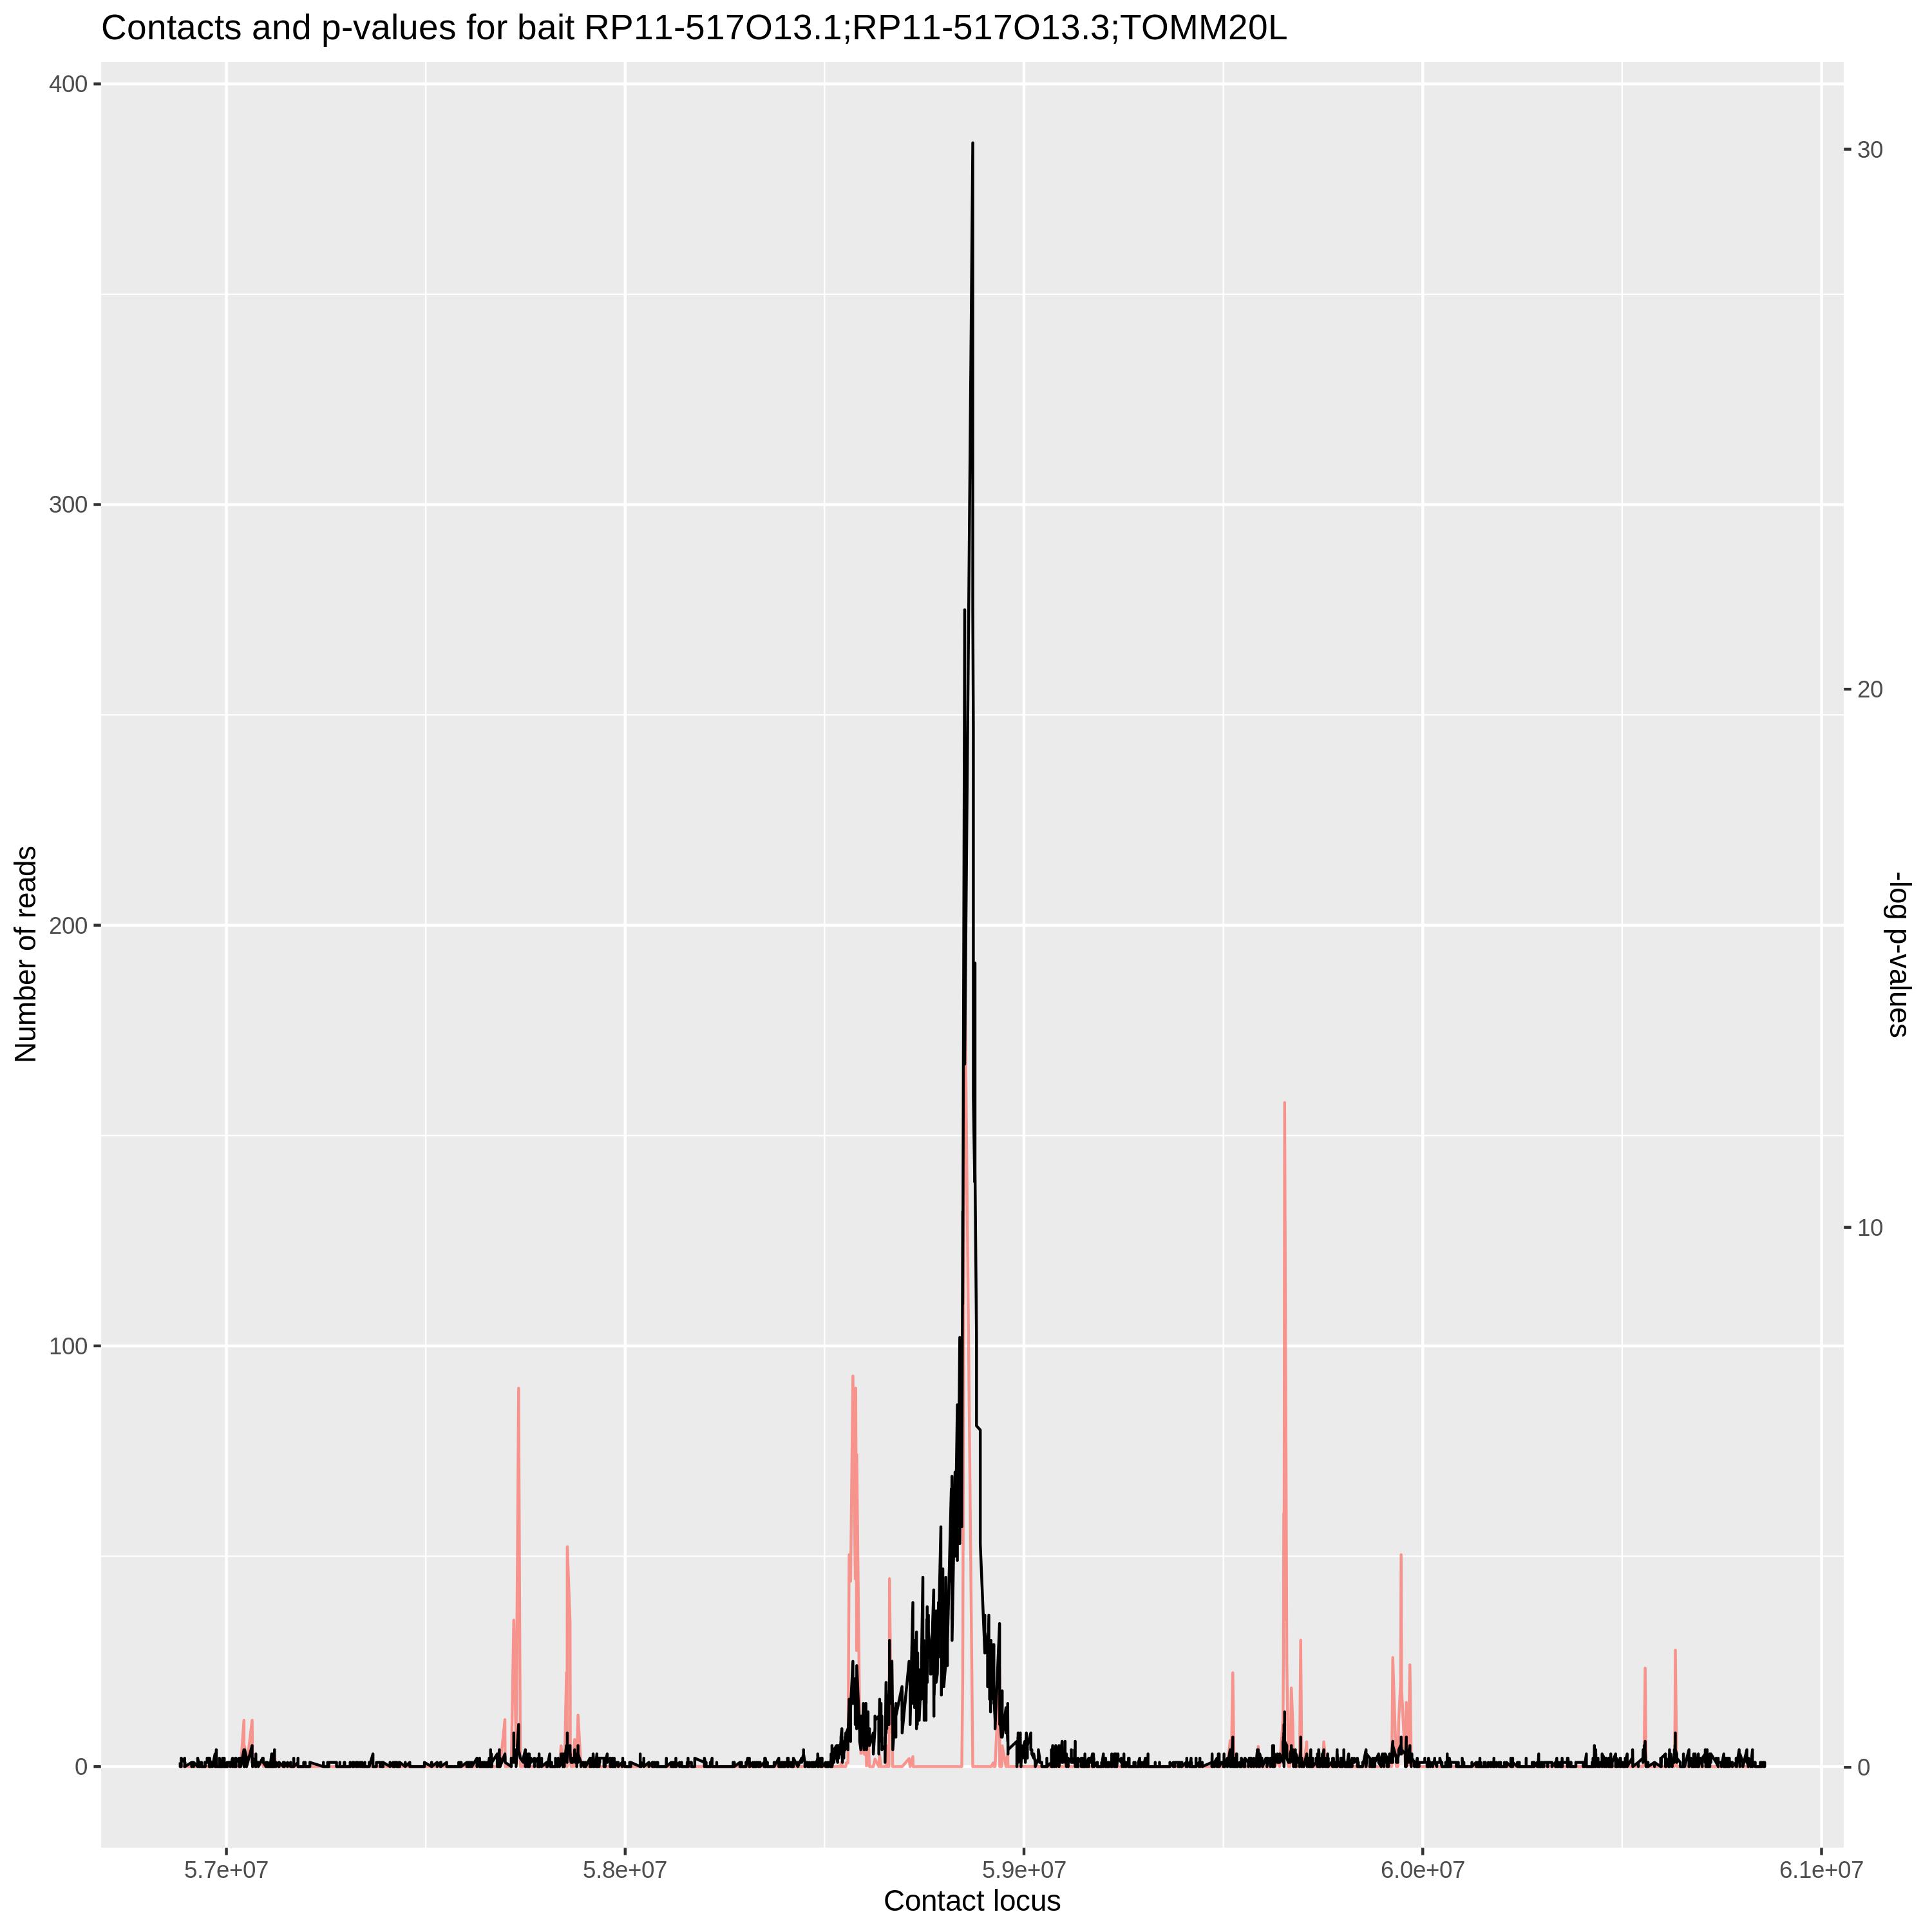 Contacts and p-values for bait RP11-517O13.1;RP11-517O13.3;TOMM20L
400
300
200
100
0
30
20
10
0
Number of reads
-log p-values
5.7e+07 5.8e+07 5.9e+07 6.0e+07 6.1e+07
Contact locus